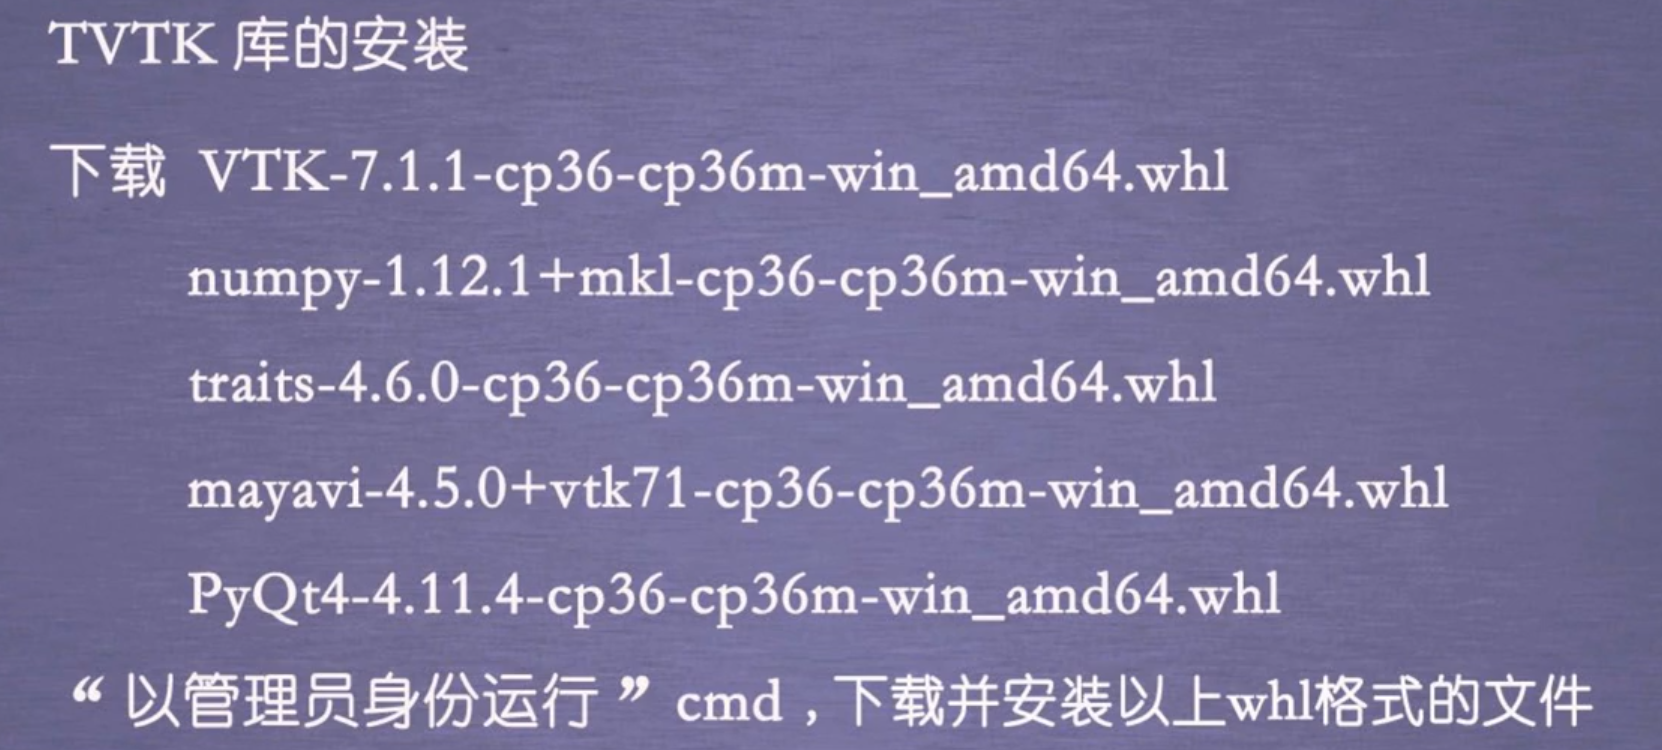 TVTK 库的安装
下载 VTK-7.1.1-cp36-cp36m-win_amd64.whl
numpy-1.12.1+mkl-cp36-cp36m-win_amd64.whl
traits-4.6.0-cp36-cp36m-win_amd64.whl
mayavi-4.5.0+vtk71-cp36-cp36m-win_amd64.whl
PyQt4-4.11.4-cp36-cp36m-win_amd64.whl
“以管理员身份运行”cmd , 下载并安装以上whl格式的文件